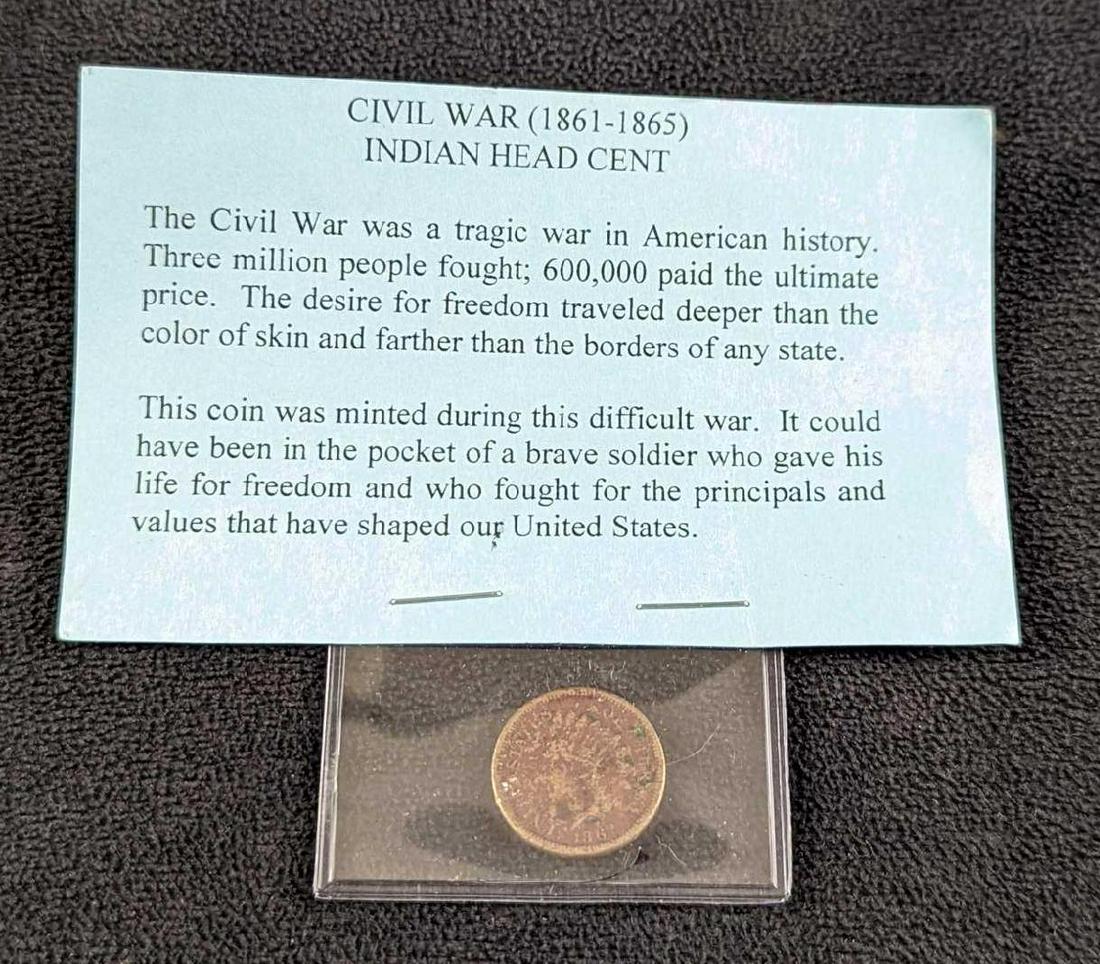 CIVIL WAR (1861-1865)
INDIAN HEAD CENT
The Civil War was a tragic war in American history.
Three million people fought; 600,000 paid the ultimate
price. The desire for freedom traveled deeper than the
color of skin and farther than the borders of any state.
This coin was minted during this difficult war. It could
have been in the pocket of a brave soldier who gave his
life for freedom and who fought for the principals and
values that have shaped our United States.